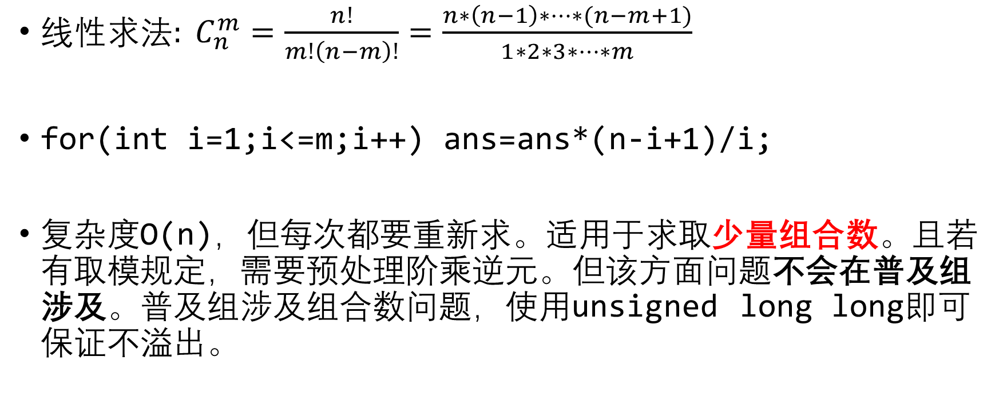 • 线性求法: $C_n^m = \frac{n!}{m!(n-m)!} = \frac{n*(n-1)*\cdots*(n-m+1)}{1*2*3*\cdots*m}$
• for(int i=1;i<=m;i++) ans=ans*(n-i+1)/i;
• 复杂度O(n),但每次都要重新求。适用于求取少量组合数。且若
有取模规定,需要预处理阶乘逆元。但该方面问题不会在普及组
涉及。普及组涉及组合数问题,使用unsigned long long即可
保证不溢出。